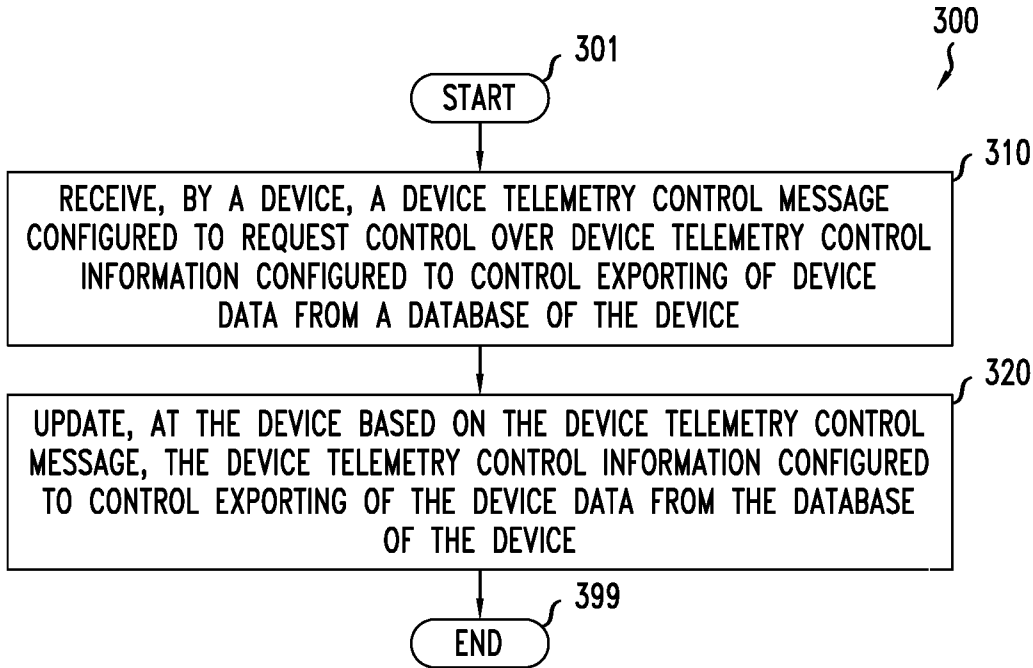 300
301
START
310
RECEIVE, BY A DEVICE, A DEVICE TELEMETRY CONTROL MESSAGE
CONFIGURED TO REQUEST CONTROL OVER DEVICE TELEMETRY CONTROL
INFORMATION CONFIGURED TO CONTROL EXPORTING OF DEVICE
DATA FROM A DATABASE OF THE DEVICE
320
UPDATE, AT THE DEVICE BASED ON THE DEVICE TELEMETRY CONTROL
MESSAGE, THE DEVICE TELEMETRY CONTROL INFORMATION CONFIGURED
TO CONTROL EXPORTING OF THE DEVICE DATA FROM THE DATABASE
OF THE DEVICE
399
END